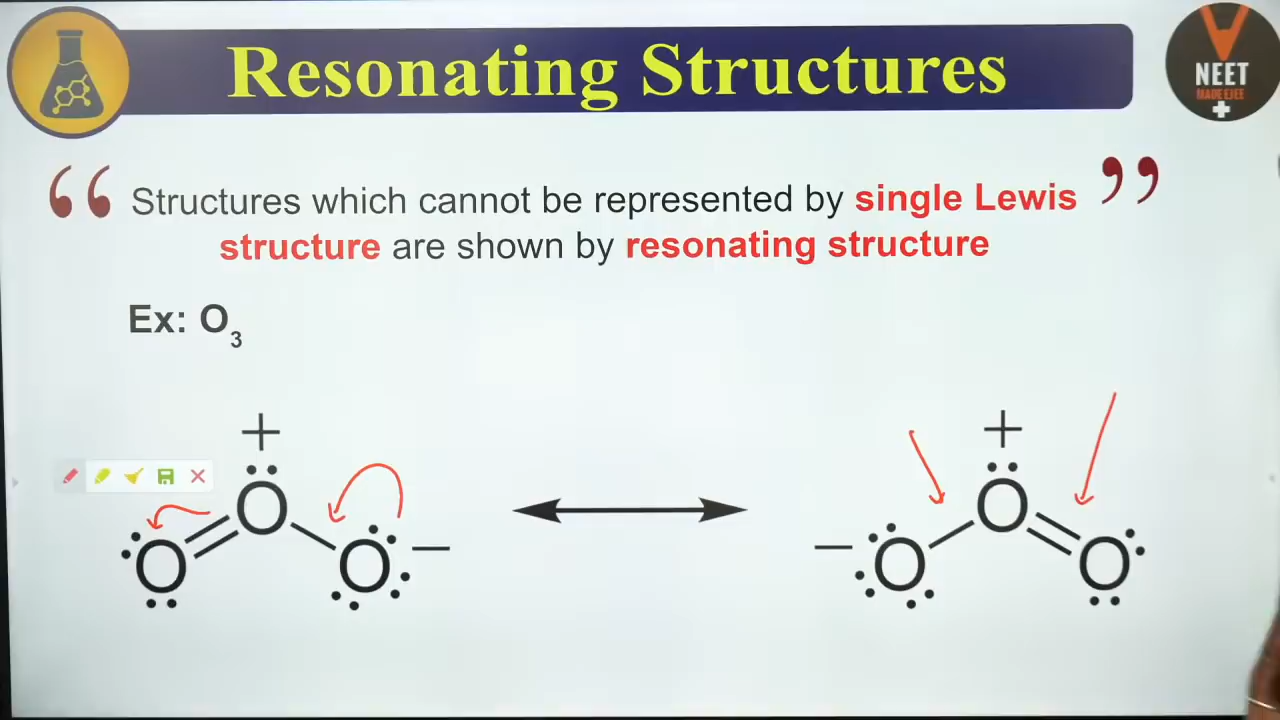 Resonating Structures
NEET
MADE EJEE
“ Structures which cannot be represented by single Lewis ”
structure are shown by resonating structure
Ex: O₃
+
O
O
O −
+
− O
O
O